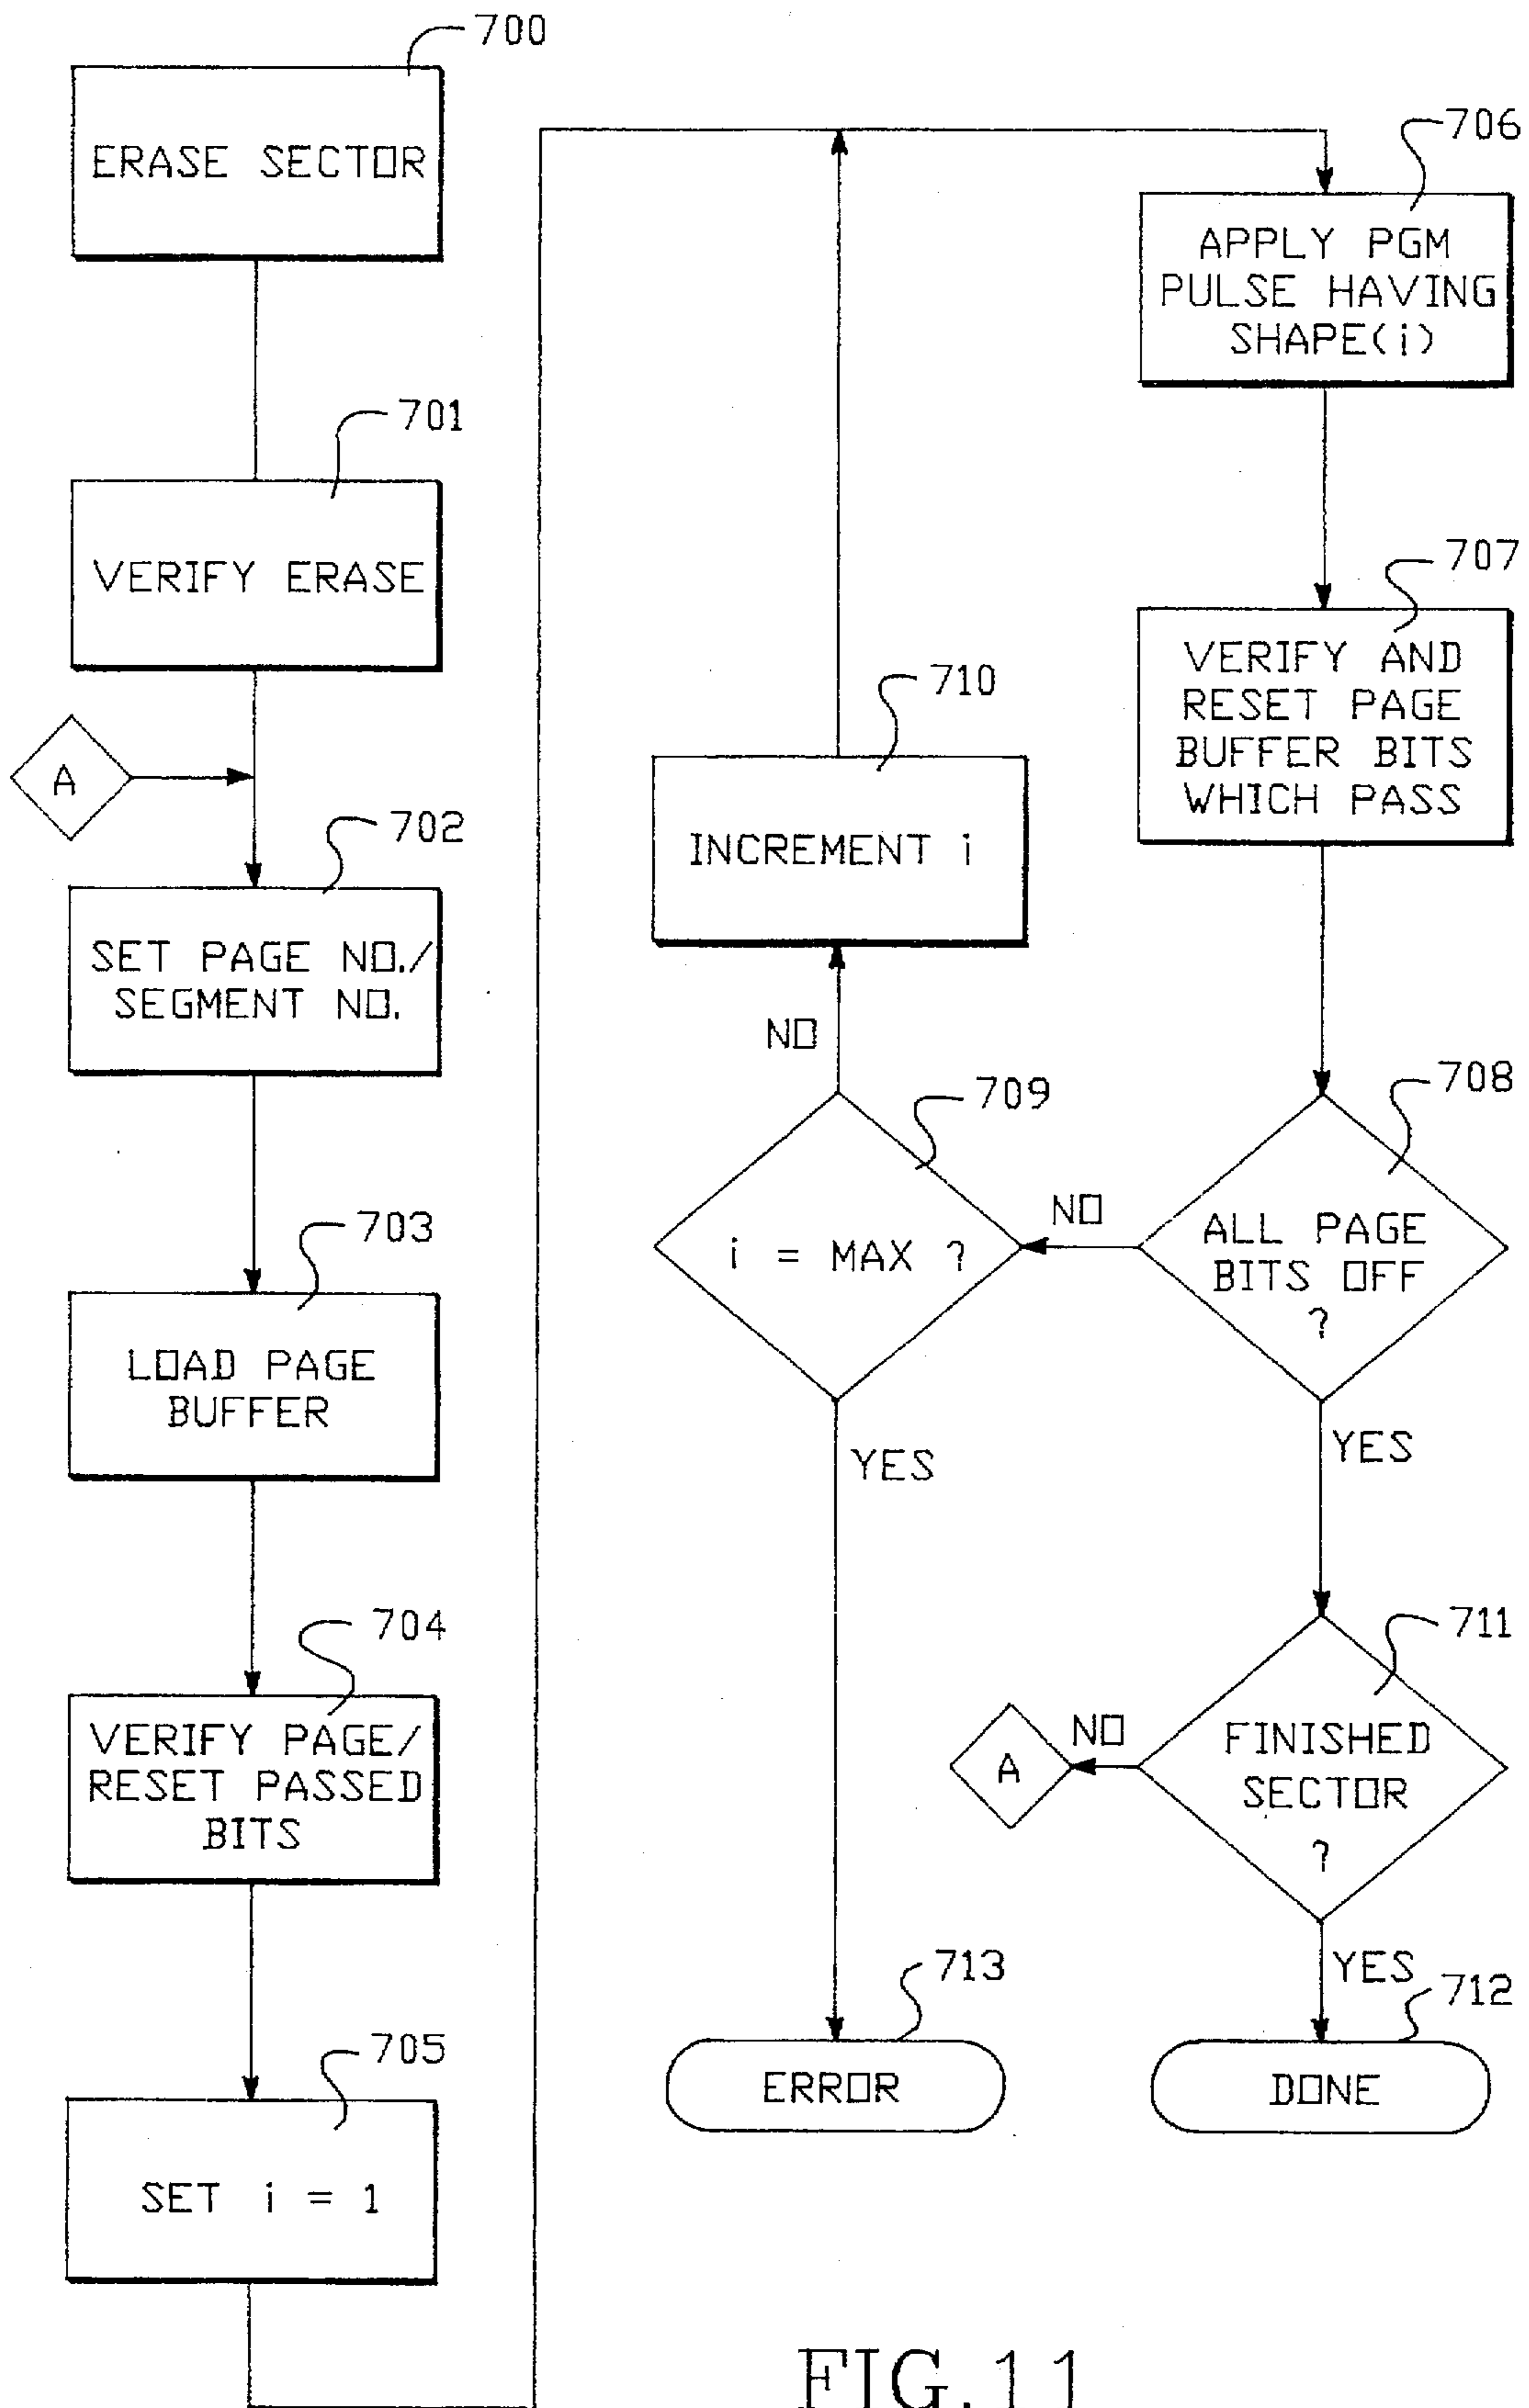 700
ERASE SECTOR
701
VERIFY ERASE
A
702
SET PAGE NO./
SEGMENT NO.
703
LOAD PAGE
BUFFER
704
VERIFY PAGE/
RESET PASSED
BITS
705
SET i = 1
706
APPLY PGM
PULSE HAVING
SHAPE(i)
707
VERIFY AND
RESET PAGE
BUFFER BITS
WHICH PASS
710
INCREMENT i
NO
709
i = MAX ?
YES
NO
708
ALL PAGE
BITS OFF
?
YES
711
FINISHED
SECTOR
?
NO
A
YES
713
ERROR
712
DONE
FIG.11